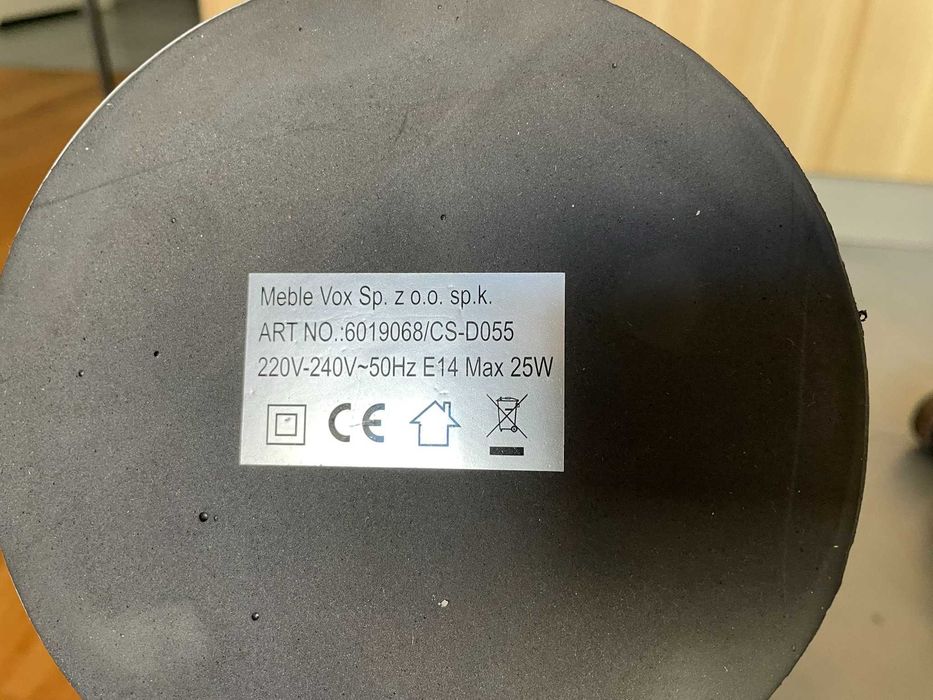 Meble Vox Sp. z o.o. sp.k.
ART NO.:6019068/CS-D055
220V-240V~50Hz E14 Max 25W
CE